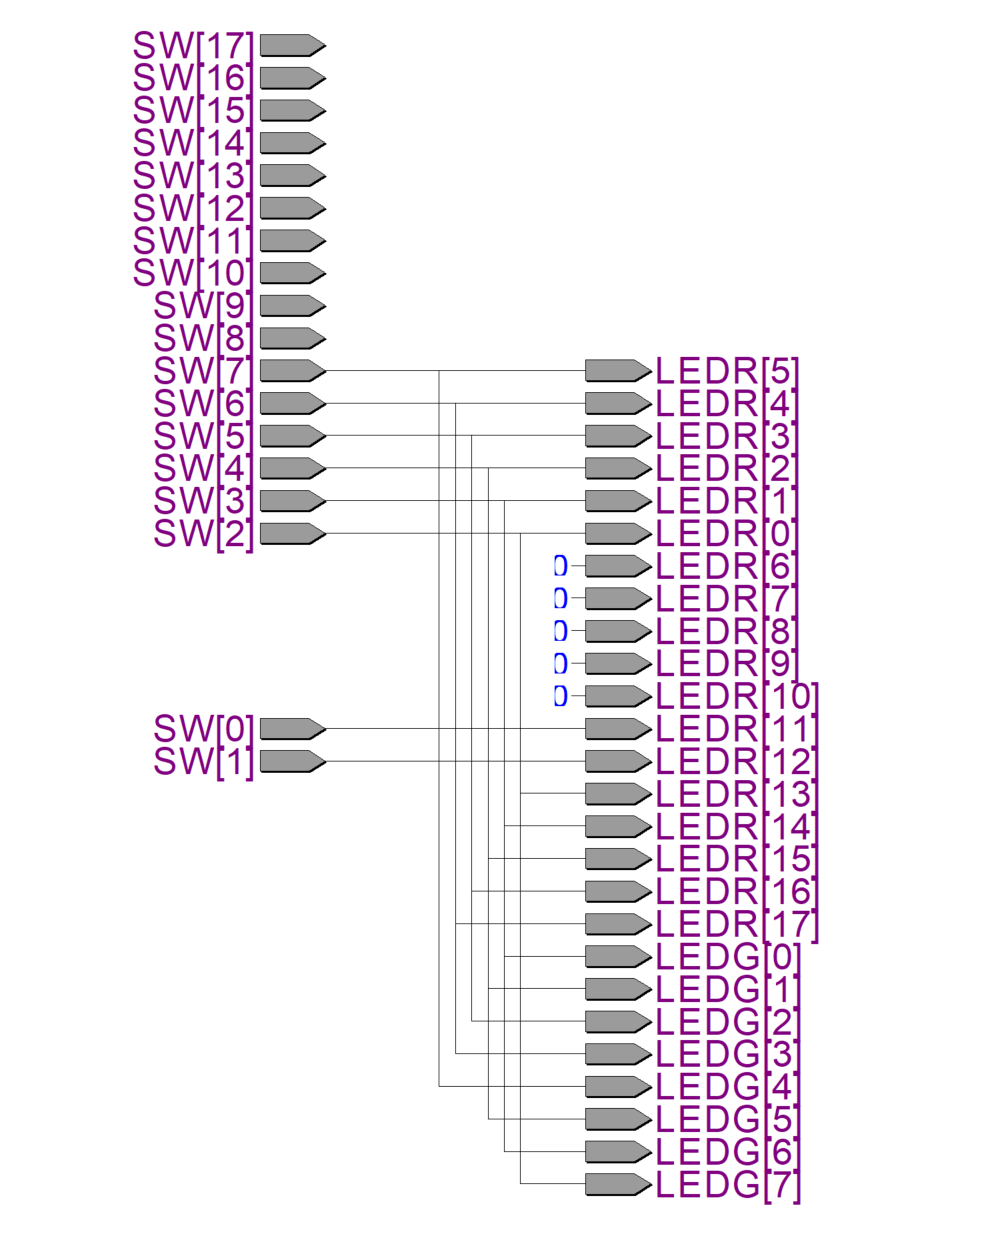 SW[17]
SW[16]
SW[15]
SW[14]
SW[13]
SW[12]
SW[11]
SW[10]
SW[9]
SW[8]
SW[7] LEDR[5]
SW[6] LEDR[4]
SW[5] LEDR[3]
SW[4] LEDR[2]
SW[3] LEDR[1]
SW[2] LEDR[0]
0 LEDR[6]
0 LEDR[7]
0 LEDR[8]
0 LEDR[9]
0 LEDR[10]
SW[0] LEDR[11]
SW[1] LEDR[12]
LEDR[13]
LEDR[14]
LEDR[15]
LEDR[16]
LEDR[17]
LEDG[0]
LEDG[1]
LEDG[2]
LEDG[3]
LEDG[4]
LEDG[5]
LEDG[6]
LEDG[7]